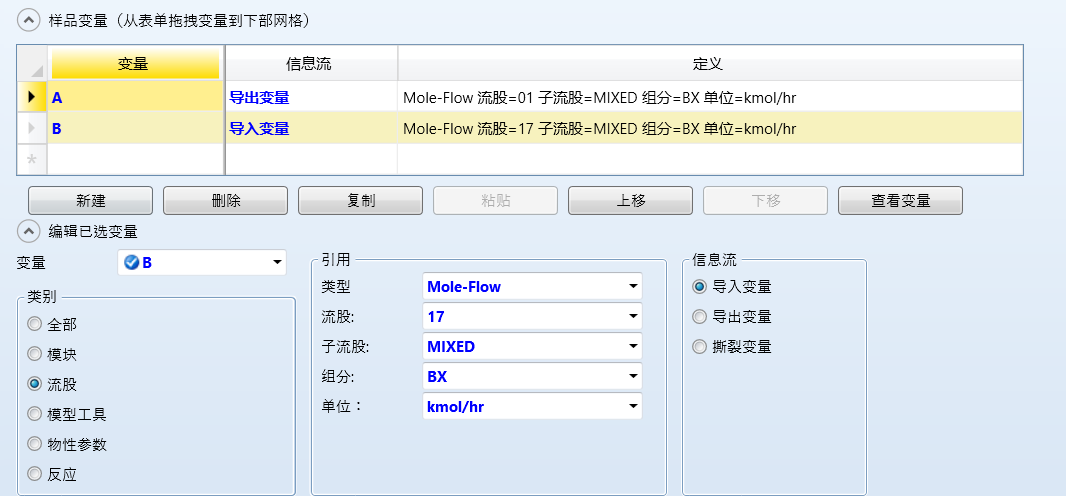 样品变量（从表单拖拽变量到下部网格）
变量 信息流 定义
A 导出变量 Mole-Flow 流股=01 子流股=MIXED 组分=BX 单位=kmol/hr
B 导入变量 Mole-Flow 流股=17 子流股=MIXED 组分=BX 单位=kmol/hr
新建 删除 复制 粘贴 上移 下移 查看变量
编辑已选变量
变量 B
类别
全部
模块
流股
模型工具
物性参数
反应
引用
类型 Mole-Flow
流股: 17
子流股: MIXED
组分: BX
单位： kmol/hr
信息流
导入变量
导出变量
撕裂变量